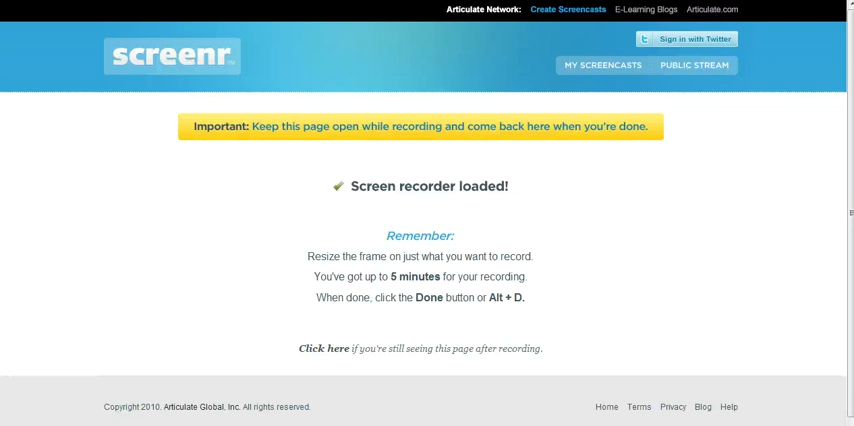 Articulate Network: Create Screencasts E-Learning Blogs Articulate.com
Sign in with Twitter
screenr
MY SCREENCASTS PUBLIC STREAM
Important: Keep this page open while recording and come back here when you're done.
Screen recorder loaded!
Remember:
Resize the frame on just what you want to record.
You've got up to 5 minutes for your recording.
When done, click the Done button or Alt + D.
Click here if you're still seeing this page after recording.
Copyright 2010. Articulate Global, Inc. All rights reserved. Home Terms Privacy Blog Help